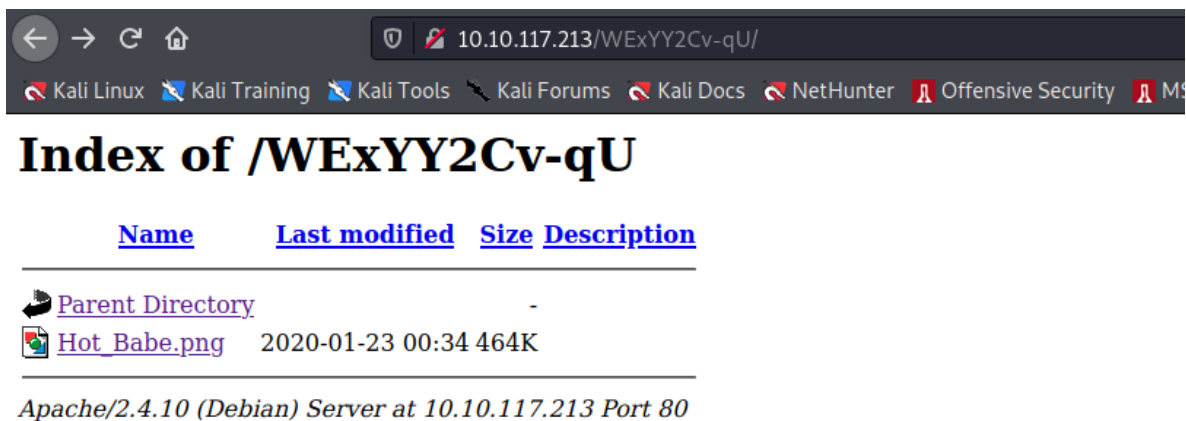 10.10.117.213/WExYY2Cv-qU/
Kali Linux Kali Training Kali Tools Kali Forums Kali Docs NetHunter Offensive Security MS
Index of /WExYY2Cv-qU
Name Last modified Size Description
Parent Directory -
Hot_Babe.png 2020-01-23 00:34 464K
Apache/2.4.10 (Debian) Server at 10.10.117.213 Port 80